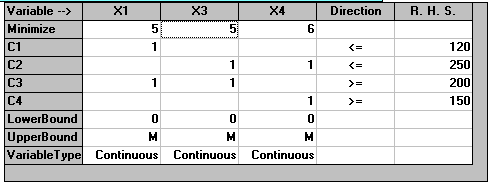 Variable --> X1 X3 X4 Direction R. H. S.
Minimize 5 5 6
C1 1 <= 120
C2 1 1 <= 250
C3 1 1 >= 200
C4 1 >= 150
LowerBound 0 0 0
UpperBound M M M
VariableType Continuous Continuous Continuous